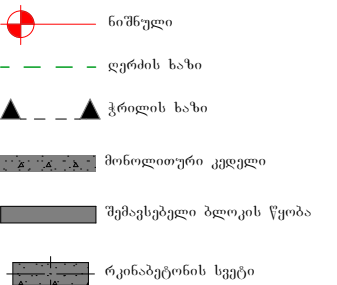 ნიშნული
ღერძის ხაზი
ჭრილის ხაზი
მონოლითური კედელი
შემავსებელი ბლოკის წყობა
რკინაბეტონის სვეტი